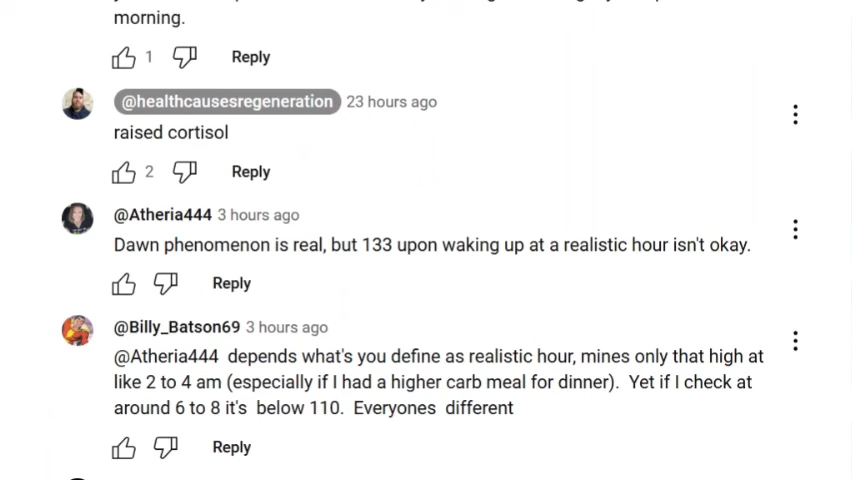 morning.
1 Reply
@healthcausesregeneration 23 hours ago
raised cortisol
2 Reply
@Atheria444 3 hours ago
Dawn phenomenon is real, but 133 upon waking up at a realistic hour isn't okay.
Reply
@Billy_Batson69 3 hours ago
@Atheria444 depends what's you define as realistic hour, mines only that high at
like 2 to 4 am (especially if I had a higher carb meal for dinner). Yet if I check at
around 6 to 8 it's below 110. Everyones different
Reply